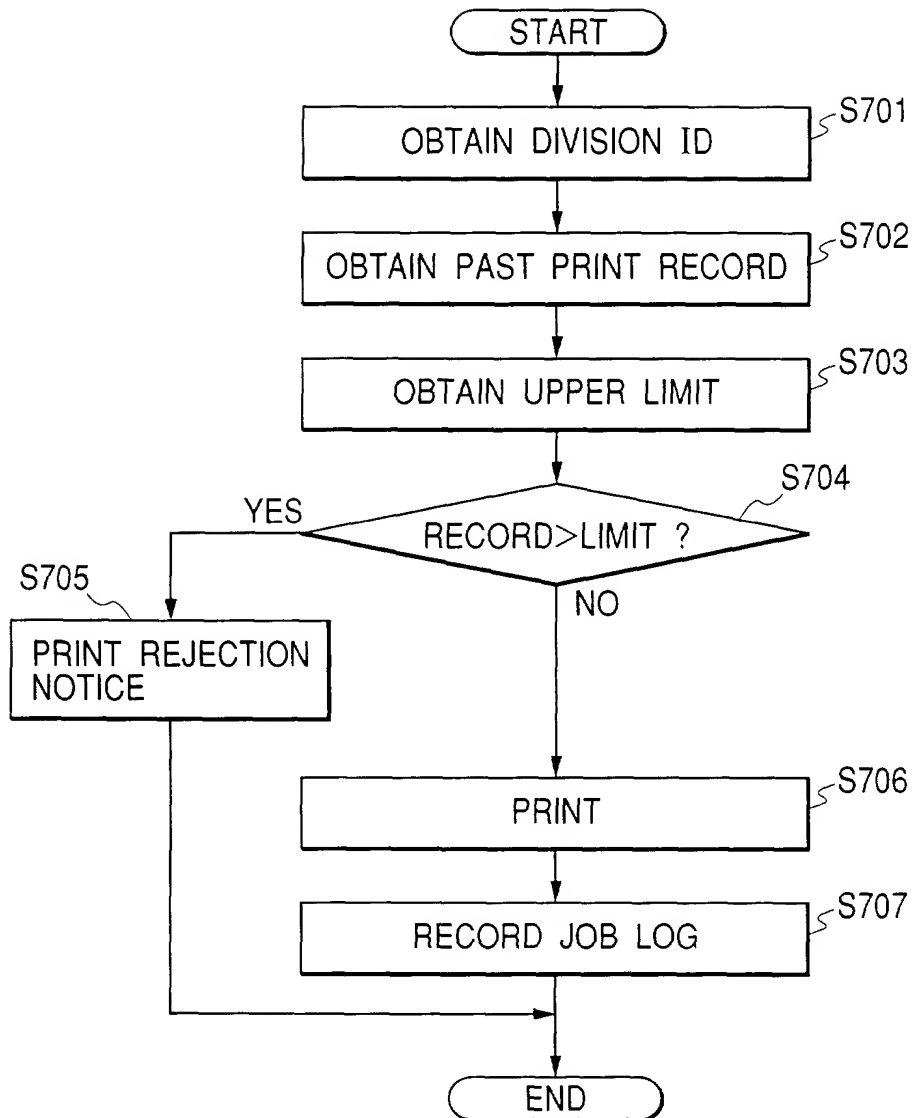 START
S701
OBTAIN DIVISION ID
S702
OBTAIN PAST PRINT RECORD
S703
OBTAIN UPPER LIMIT
S704
YES
RECORD>LIMIT ?
S705
NO
PRINT REJECTION
NOTICE
S706
PRINT
S707
RECORD JOB LOG
END